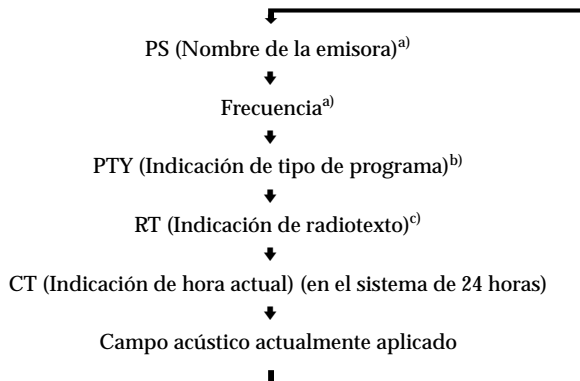 PS (Nombre de la emisora)a)
Frecuenciaa)
PTY (Indicación de tipo de programa)b)
RT (Indicación de radiotexto)c)
CT (Indicación de hora actual) (en el sistema de 24 horas)
Campo acústico actualmente aplicado